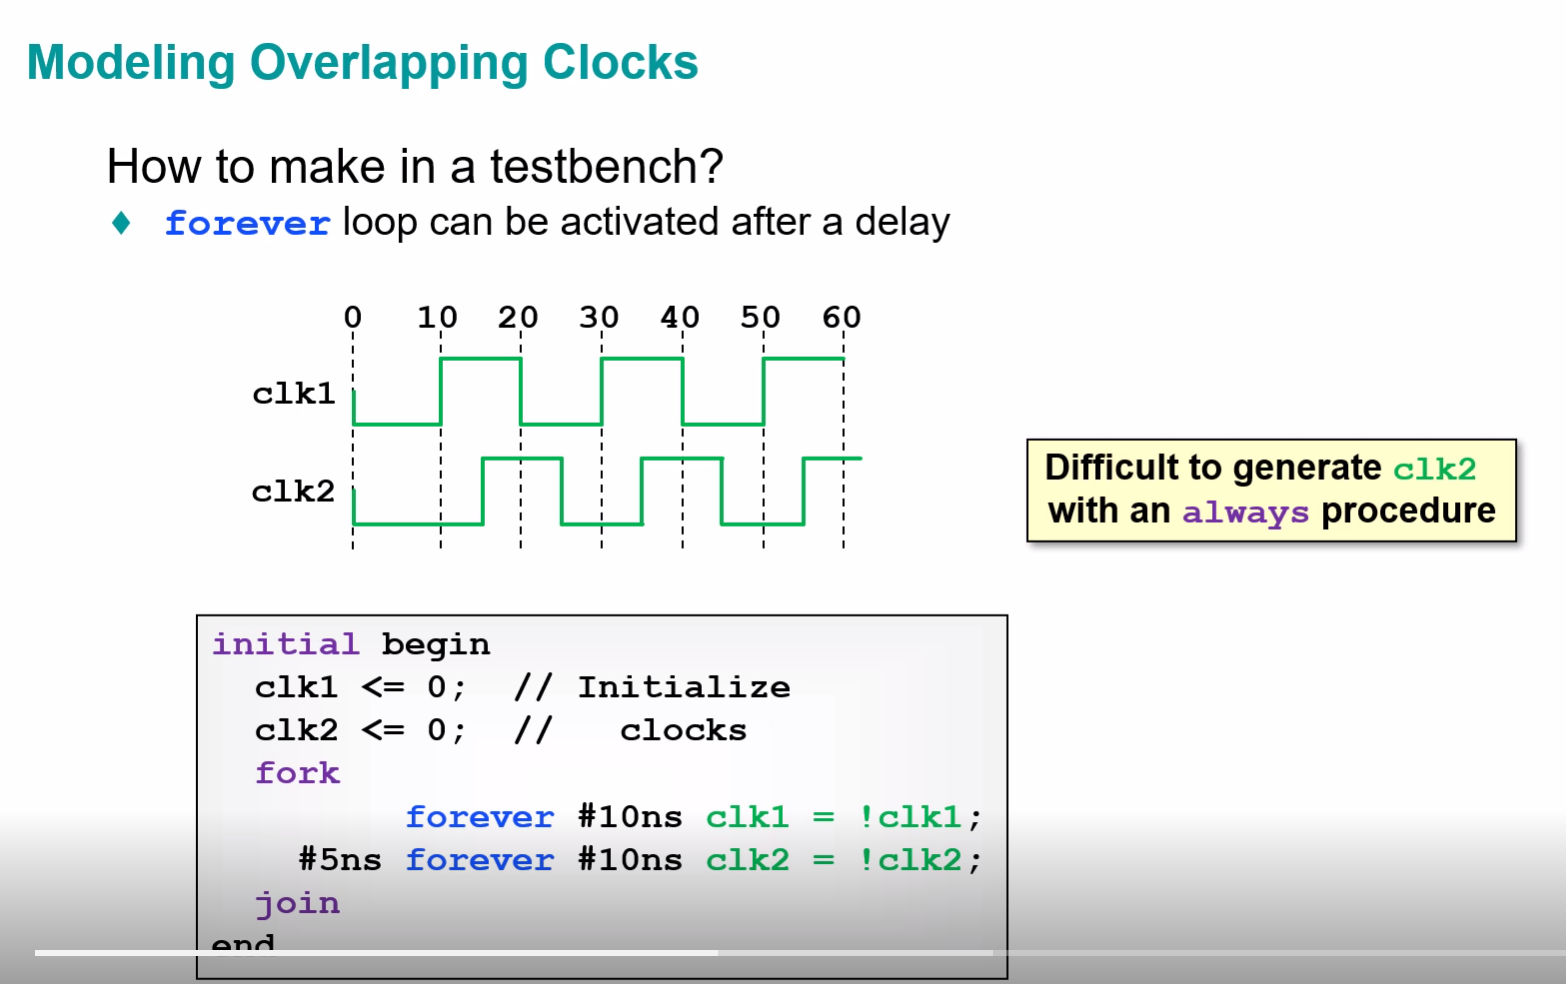 Modeling Overlapping Clocks
How to make in a testbench?
♦ forever loop can be activated after a delay
0 10 20 30 40 50 60
clk1
clk2
Difficult to generate clk2
with an always procedure
initial begin
  clk1 <= 0;  // Initialize
  clk2 <= 0;  //   clocks
  fork
         forever #10ns clk1 = !clk1;
    #5ns forever #10ns clk2 = !clk2;
  join
end